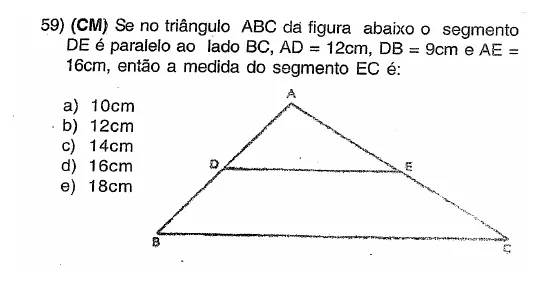 59) (CM) Se no triângulo ABC da figura abaixo o segmento
DE é paralelo ao lado BC, AD = 12cm, DB = 9cm e AE =
16cm, então a medida do segmento EC é:
a) 10cm
b) 12cm
c) 14cm
d) 16cm
e) 18cm
A
D
E
B
C